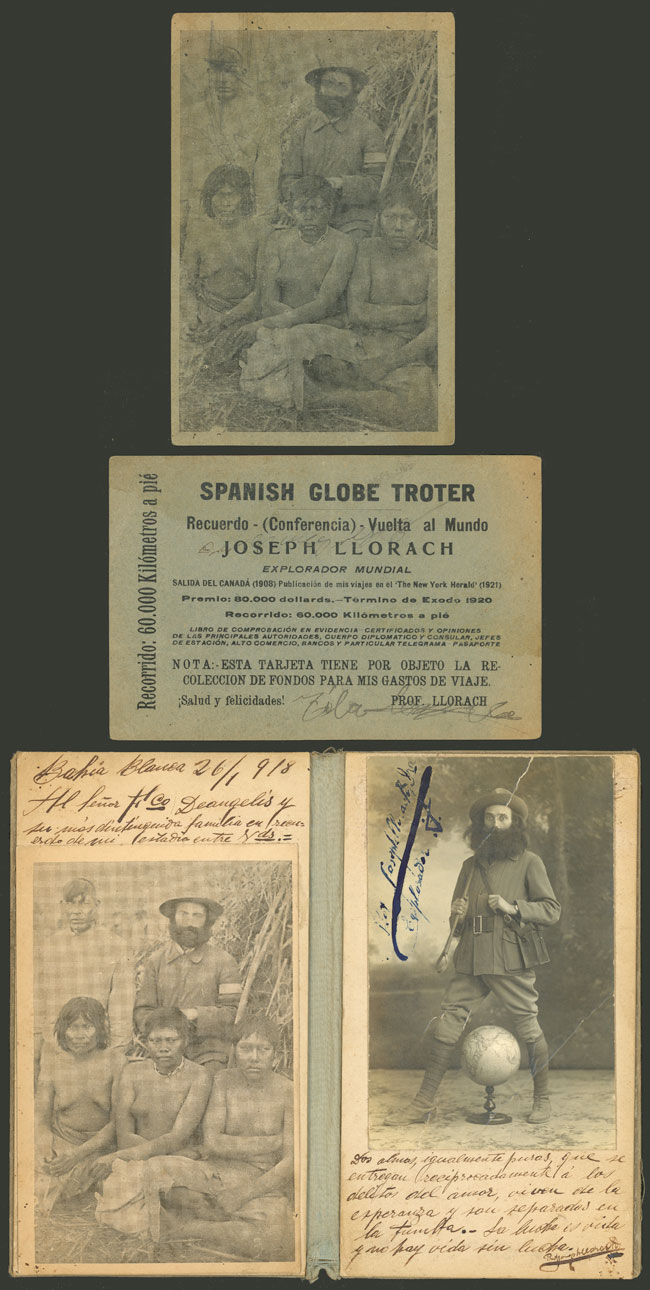 SPANISH GLOBE TROTER
Recuerdo - (Conferencia) - Vuelta al Mundo
JOSEPH LLORACH
EXPLORADOR MUNDIAL
SALIDA DEL CANADÁ (1908) Publicación de mis viajes en el 'The New York Herald' (1921)
Premio: 80.000 dollards.—Término de Exodo 1920
Recorrido: 60.000 Kilómetros a pié
LIBRO DE COMPROBACIÓN EN EVIDENCIA - CERTIFICADOS Y OPINIONES
DE LAS PRINCIPALES AUTORIDADES, CUERPO DIPLOMATICO Y CONSULAR, JEFES
DE ESTACIÓN, ALTO COMERCIO, BANCOS Y PARTICULAR TELEGRAMA - PASAPORTE
NOTA:-ESTA TARJETA TIENE POR OBJETO LA RE-
COLECCION DE FONDOS PARA MIS GASTOS DE VIAJE.
¡Salud y felicidades! PROF. LLORACH
Recorrido: 60.000 Kilómetros a pié
Bahía Blanca 26/1 918
Al Señor Fco Deangelis y
su más distinguida familia en recuer-
do de mi estadio entre Vds.=
Explorador
Dos almas, igualmente puras, que se
entregan reciprocadamente á los
del amor, viven de la
esperanza y son separados en
la tumba.- La lucha es vida
y no hay vida sin lucha.